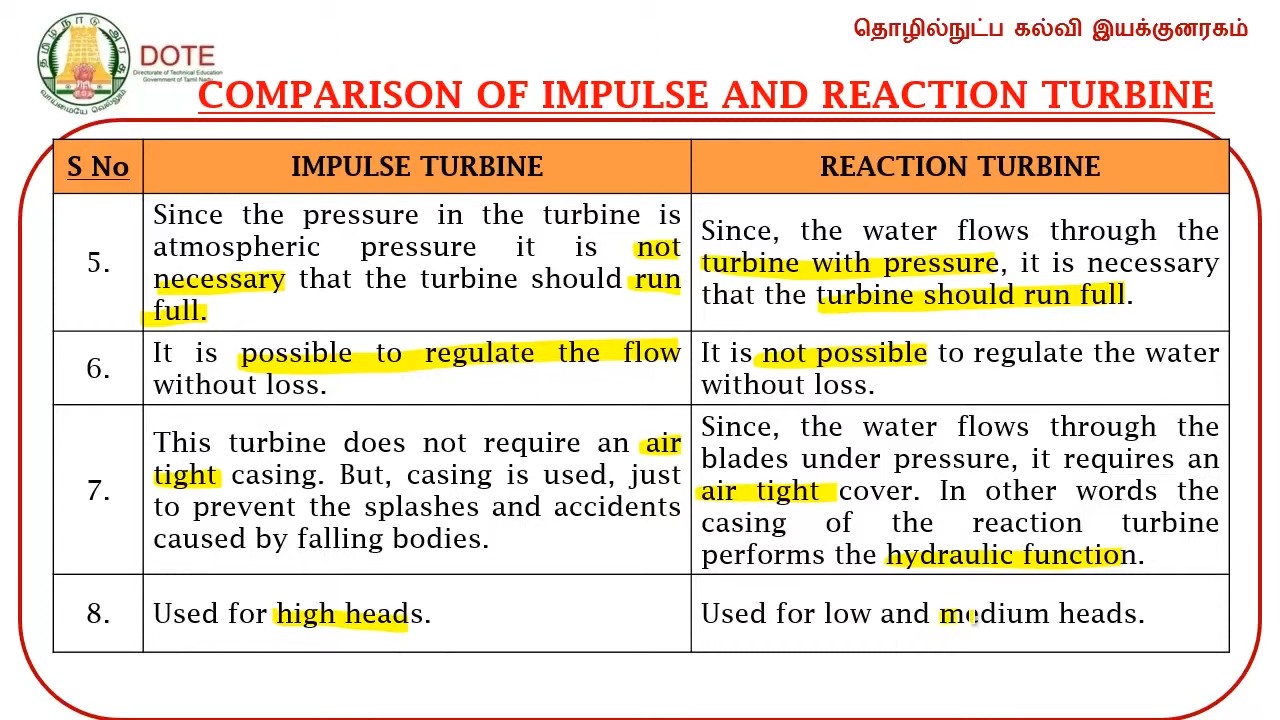 தொழில்நுட்ப கல்வி இயக்குனரகம்
DOTE
Directorate of Technical Education
Government of Tamil Nadu
COMPARISON OF IMPULSE AND REACTION TURBINE
S No
IMPULSE TURBINE
REACTION TURBINE
5.
Since the pressure in the turbine is
atmospheric pressure it is not
necessary that the turbine should run
full.
Since, the water flows through the
turbine with pressure, it is necessary
that the turbine should run full.
6.
It is possible to regulate the flow
without loss.
It is not possible to regulate the water
without loss.
7.
This turbine does not require an air
tight casing. But, casing is used, just
to prevent the splashes and accidents
caused by falling bodies.
Since, the water flows through the
blades under pressure, it requires an
air tight cover. In other words the
casing of the reaction turbine
performs the hydraulic function.
8.
Used for high heads.
Used for low and medium heads.